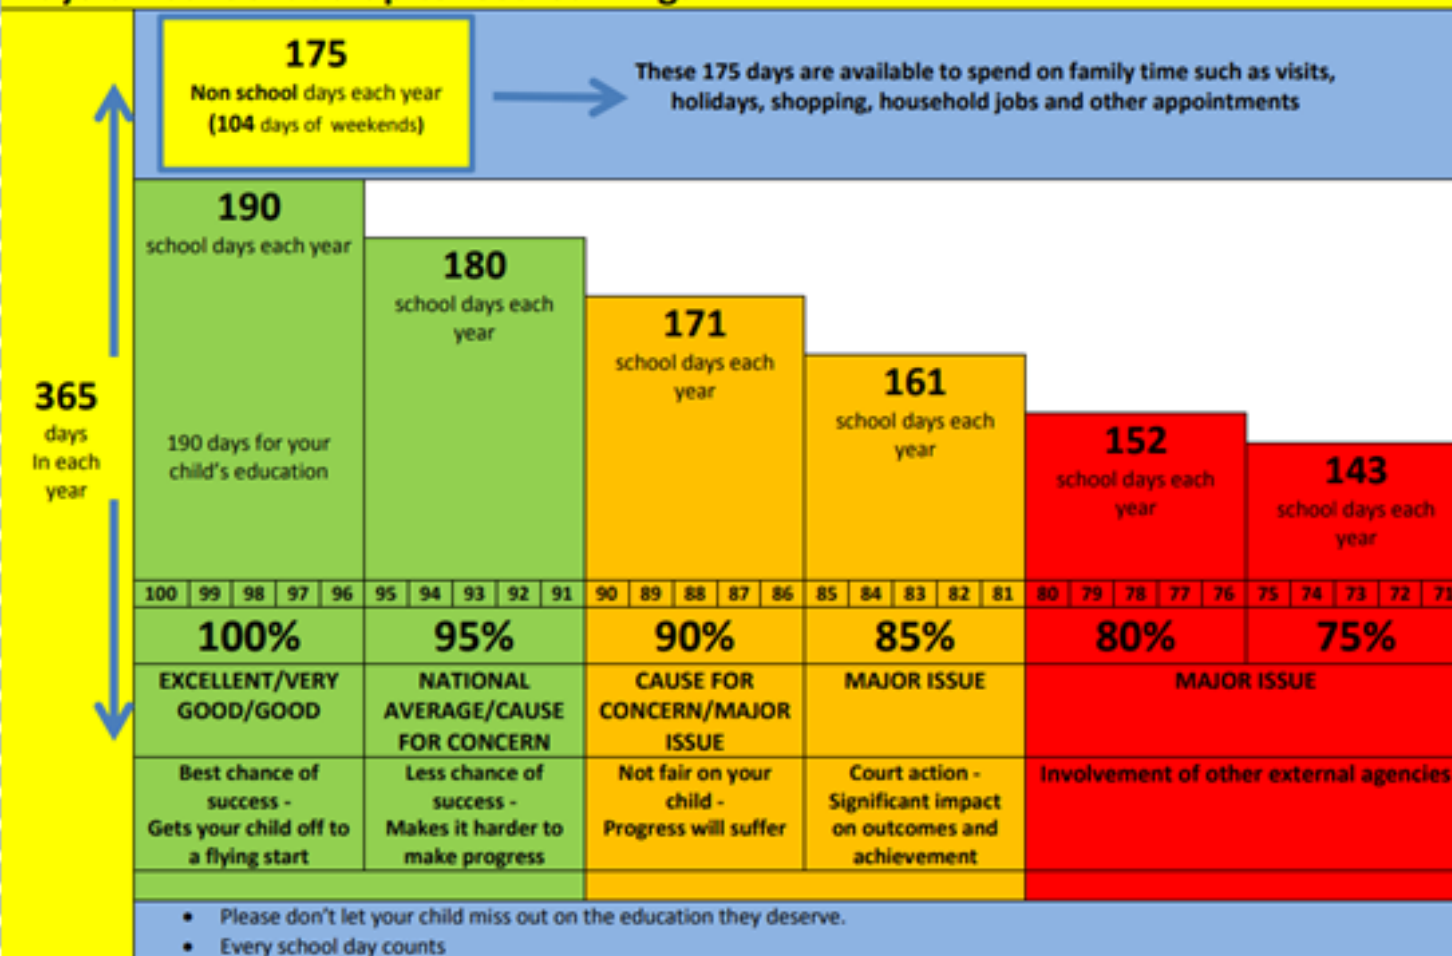 175
Non school days each year
(104 days of weekends)
These 175 days are available to spend on family time such as visits,
holidays, shopping, household jobs and other appointments
365
days
In each
year
190
school days each year
190 days for your
child's education
180
school days each
year
171
school days each
year
161
school days each
year
152
school days each
year
143
school days each
year
100 99 98 97 96 95 94 93 92 91 90 89 88 87 86 85 84 83 82 81 80 79 78 77 76 75 74 73 72 71
100% 95% 90% 85% 80% 75%
EXCELLENT/VERY
GOOD/GOOD
NATIONAL
AVERAGE/CAUSE
FOR CONCERN
CAUSE FOR
CONCERN/MAJOR
ISSUE
MAJOR ISSUE
MAJOR ISSUE
Best chance of
success -
Gets your child off to
a flying start
Less chance of
success -
Makes it harder to
make progress
Not fair on your
child -
Progress will suffer
Court action -
Significant impact
on outcomes and
achievement
Involvement of other external agencies
• Please don't let your child miss out on the education they deserve.
• Every school day counts